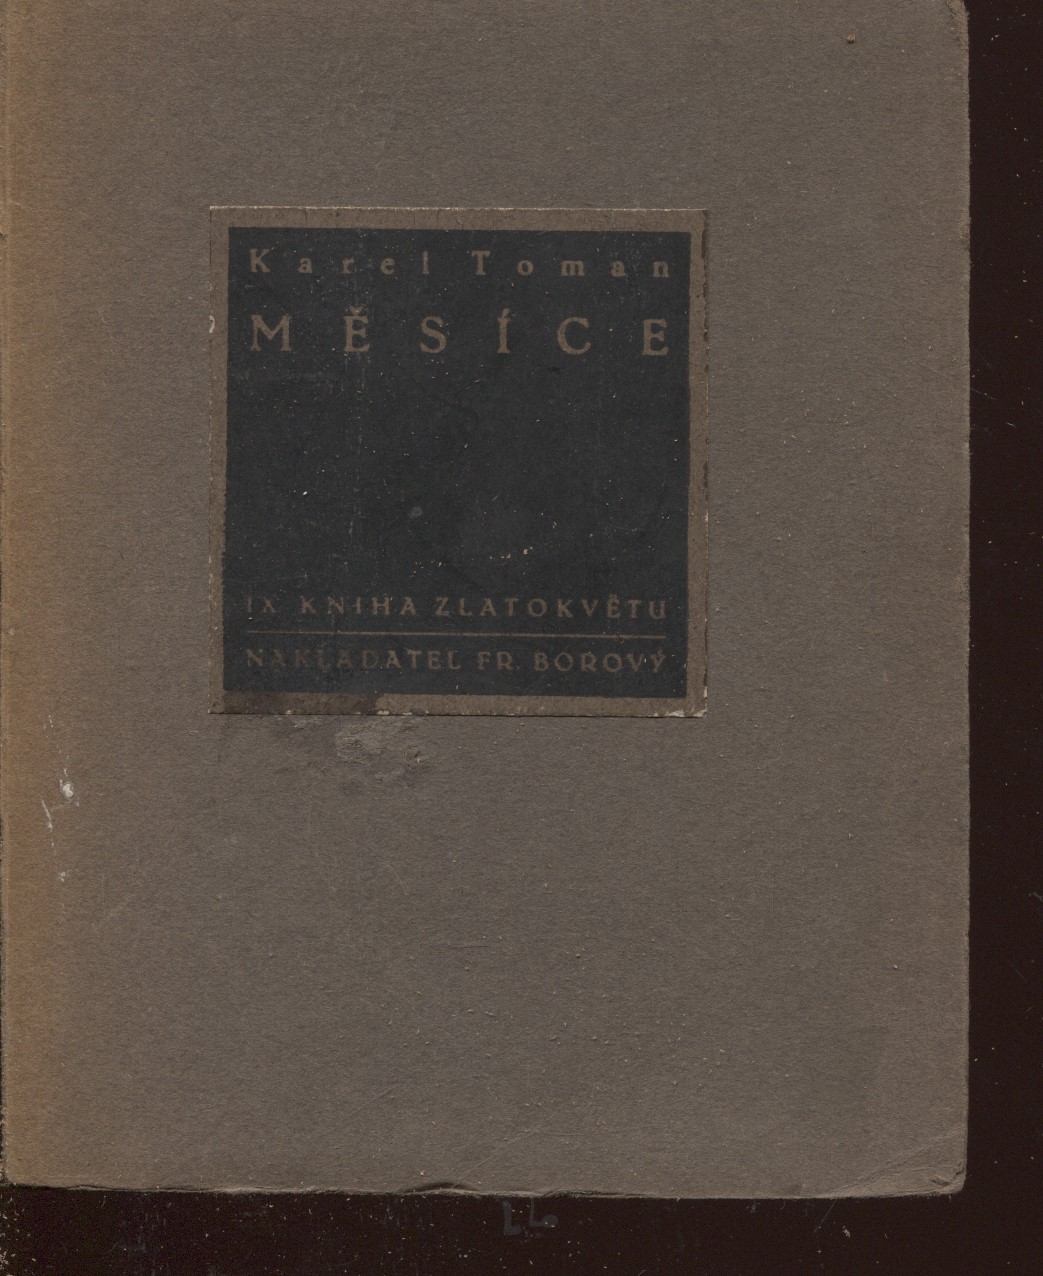 Karel Toman
MĚSÍCE
IX KNIHA ZLATOKVĚTU
NAKLADATEL FR. BOROVÝ